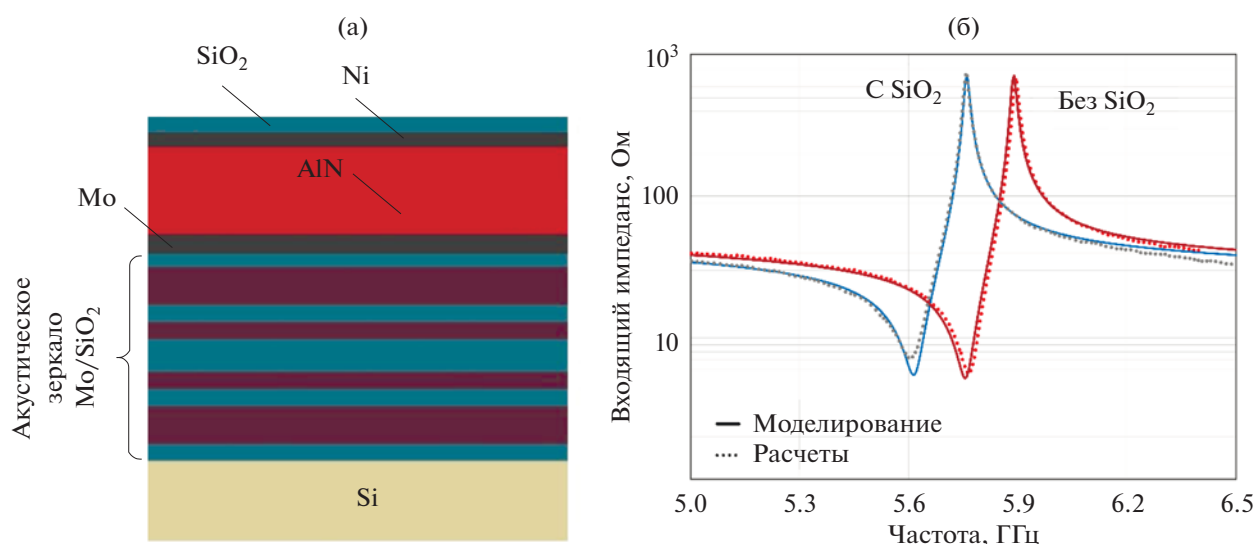 (а)
SiO2
Ni
AlN
Mo
Акустическое
зеркало
Mo/SiO2
Si
(б)
Входящий импеданс, Ом
10^3
100
10
С SiO2
Без SiO2
Моделирование
Расчеты
5.0 5.3 5.6 5.9 6.2 6.5
Частота, ГГц